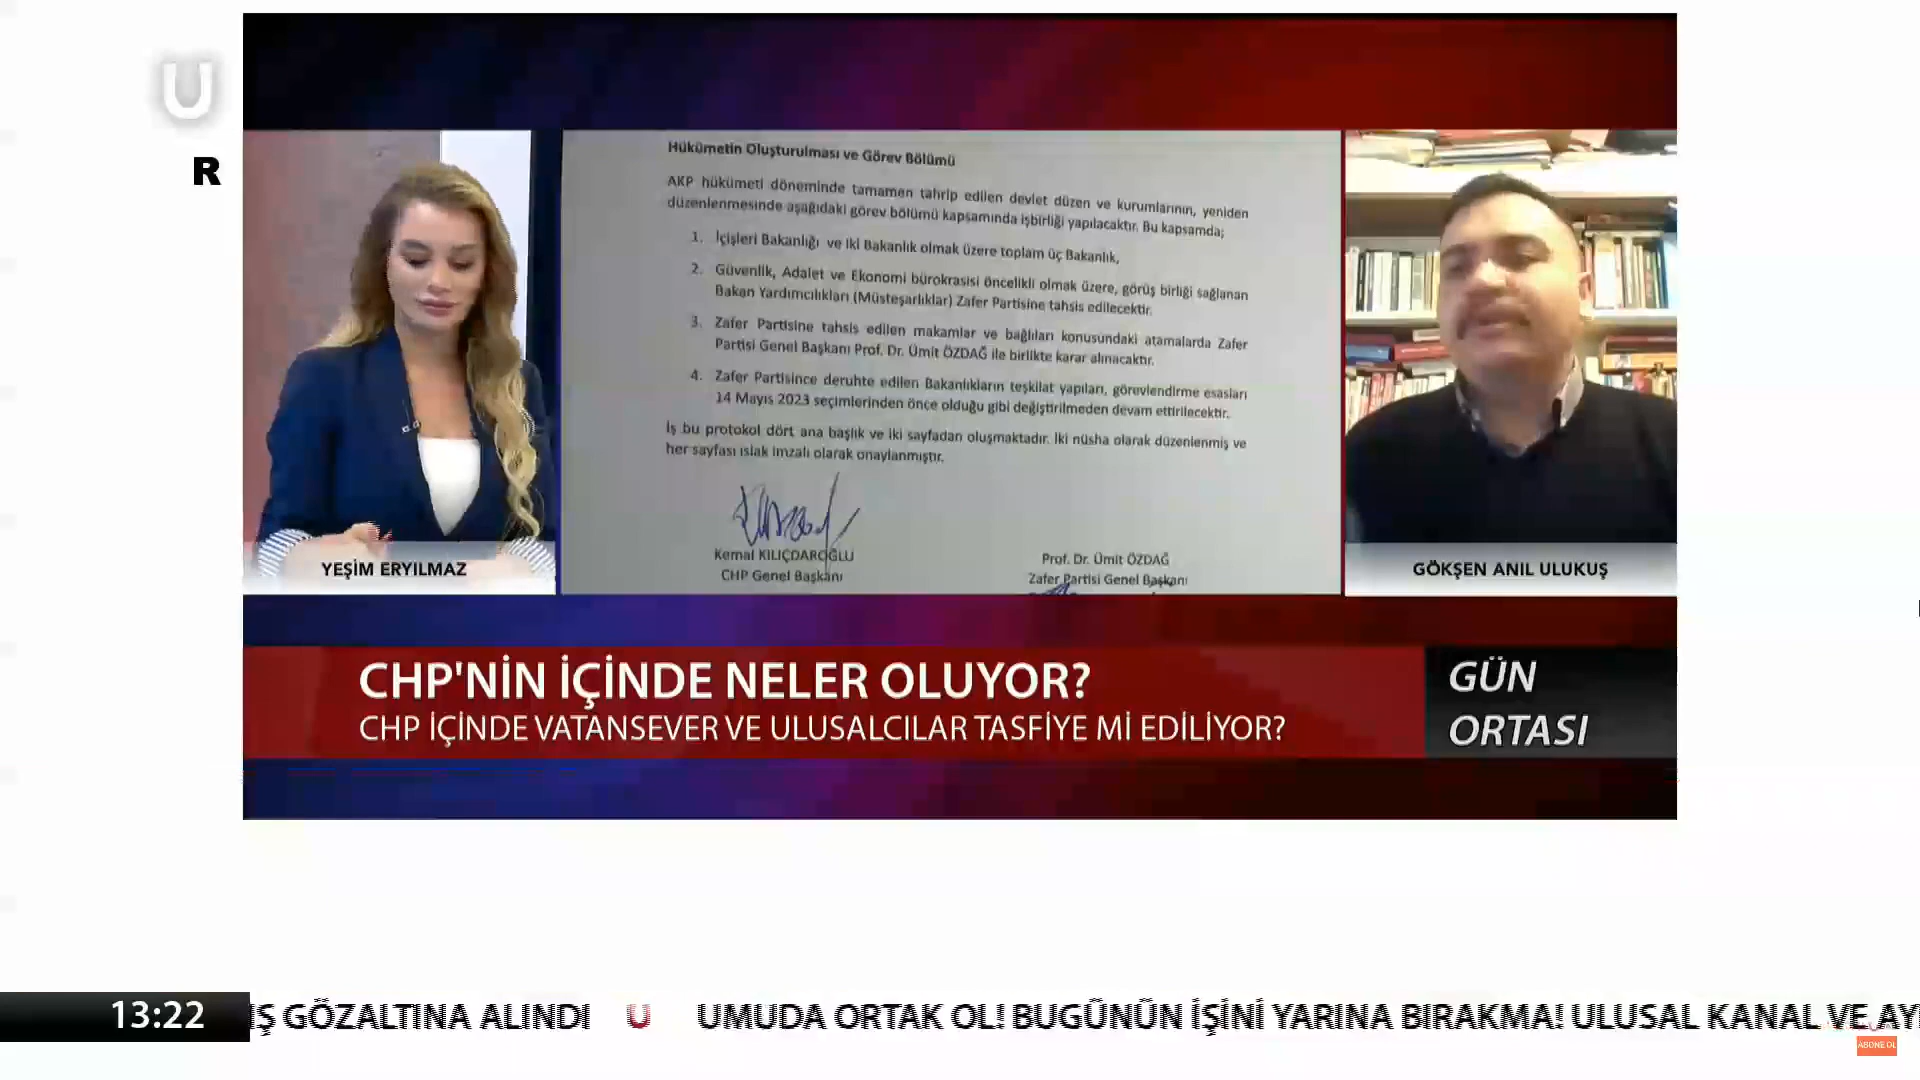 U
R
Hükümetin Oluşturulması ve Görev Bölümü
AKP hükümeti döneminde tamamen tahrip edilen devlet düzen ve kurumlarının, yeniden
düzenlenmesinde aşağıdaki görev bölümü kapsamında işbirliği yapılacaktır. Bu kapsamda;
1. İçişleri Bakanlığı ve iki Bakanlık olmak üzere toplam üç Bakanlık,
2. Güvenlik, Adalet ve Ekonomi bürokrasisi öncelikli olmak üzere, görüş birliği sağlanan
Bakan Yardımcılıkları (Müsteşarlıklar) Zafer Partisine tahsis edilecektir.
3. Zafer Partisine tahsis edilen makamlar ve bağlıları konusundaki atamalarda Zafer
Partisi Genel Başkanı Prof. Dr. Ümit ÖZDAĞ ile birlikte karar alınacaktır.
4. Zafer Partisince deruhte edilen Bakanlıkların teşkilat yapıları, görevlendirme esasları
14 Mayıs 2023 seçimlerinden önce olduğu gibi değiştirilmeden devam ettirilecektir.
İş bu protokol dört ana başlık ve iki sayfadan oluşmaktadır. İki nüsha olarak düzenlenmiş ve
her sayfası ıslak imzalı olarak onaylanmıştır.
Kemal KILIÇDAROĞLU
CHP Genel Başkanı
Prof. Dr. Ümit ÖZDAĞ
Zafer Partisi Genel Başkanı
YEŞİM ERYILMAZ
GÖKŞEN ANIL ULUKUŞ
CHP'NİN İÇİNDE NELER OLUYOR?
CHP İÇİNDE VATANSEVER VE ULUSALCILAR TASFİYE Mİ EDİLİYOR?
GÜN
ORTASI
13:22
IŞ GÖZALTINA ALINDI U UMUDA ORTAK OL! BUGÜNÜN İŞİNİ YARINA BIRAKMA! ULUSAL KANAL VE AY
ABONE OL